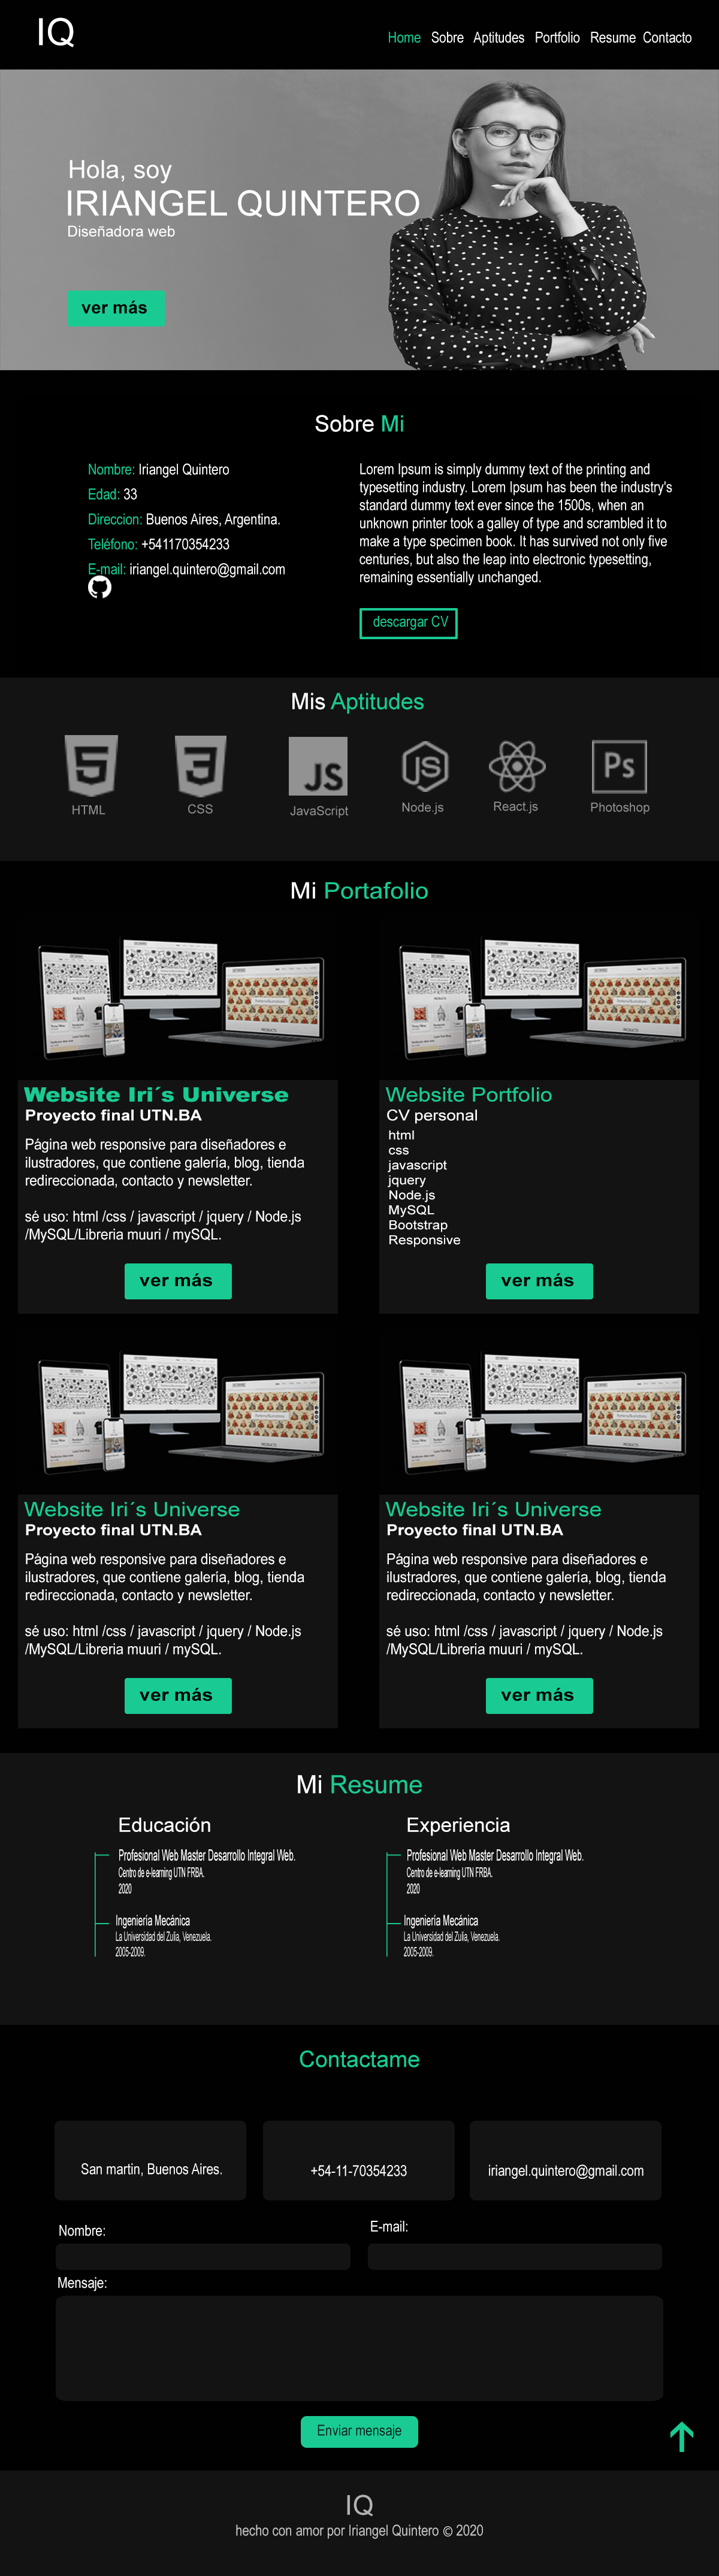 IQ
Home Sobre Aptitudes Portfolio Resume Contacto
Hola, soy
IRIANGEL QUINTERO
Diseñadora web
ver más
Sobre Mi
Nombre: Iriangel Quintero
Edad: 33
Direccion: Buenos Aires, Argentina.
Teléfono: +541170354233
E-mail: iriangel.quintero@gmail.com
Lorem Ipsum is simply dummy text of the printing and
typesetting industry. Lorem Ipsum has been the industry's
standard dummy text ever since the 1500s, when an
unknown printer took a galley of type and scrambled it to
make a type specimen book. It has survived not only five
centuries, but also the leap into electronic typesetting,
remaining essentially unchanged.
descargar CV
Mis Aptitudes
JS
JS
Ps
HTML
CSS
JavaScript
Node.js
React.js
Photoshop
Mi Portafolio
Website Iri´s Universe
Proyecto final UTN.BA
Página web responsive para diseñadores e
ilustradores, que contiene galería, blog, tienda
redireccionada, contacto y newsletter.
sé uso: html /css / javascript / jquery / Node.js
/MySQL/Libreria muuri / mySQL.
ver más
Website Portfolio
CV personal
html
css
javascript
jquery
Node.js
MySQL
Bootstrap
Responsive
ver más
Website Iri´s Universe
Proyecto final UTN.BA
Página web responsive para diseñadores e
ilustradores, que contiene galería, blog, tienda
redireccionada, contacto y newsletter.
sé uso: html /css / javascript / jquery / Node.js
/MySQL/Libreria muuri / mySQL.
ver más
Website Iri´s Universe
Proyecto final UTN.BA
Página web responsive para diseñadores e
ilustradores, que contiene galería, blog, tienda
redireccionada, contacto y newsletter.
sé uso: html /css / javascript / jquery / Node.js
/MySQL/Libreria muuri / mySQL.
ver más
Mi Resume
Educación
Profesional Web Master Desarrollo Integral Web.
Centro de e-learning UTN FRBA.
2020
Ingeniería Mecánica
La Universidad del Zulia, Venezuela.
2005-2009.
Experiencia
Profesional Web Master Desarrollo Integral Web.
Centro de e-learning UTN FRBA.
2020
Ingeniería Mecánica
La Universidad del Zulia, Venezuela.
2005-2009.
Contactame
San martin, Buenos Aires.
+54-11-70354233
iriangel.quintero@gmail.com
Nombre:
E-mail:
Mensaje:
Enviar mensaje
IQ
hecho con amor por Iriangel Quintero © 2020